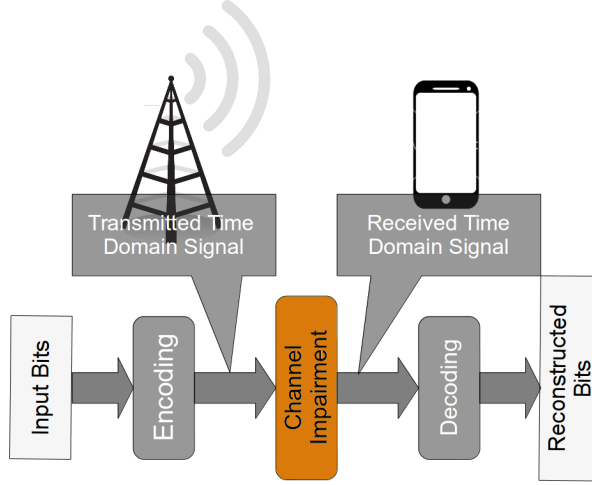 Transmitted Time
Domain Signal
Received Time
Domain Signal
Input Bits
Encoding
Channel
Impairment
Decoding
Reconstructed
Bits